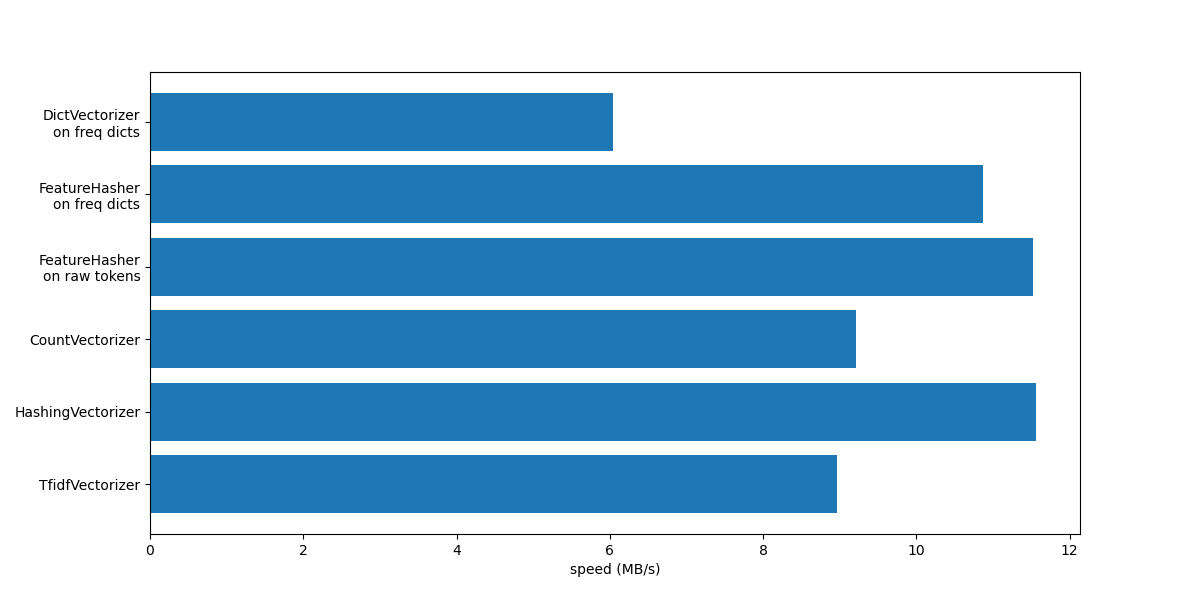 DictVectorizer
on freq dicts
FeatureHasher
on freq dicts
FeatureHasher
on raw tokens
CountVectorizer
HashingVectorizer
TfidfVectorizer
0 2 4 6 8 10 12
speed (MB/s)